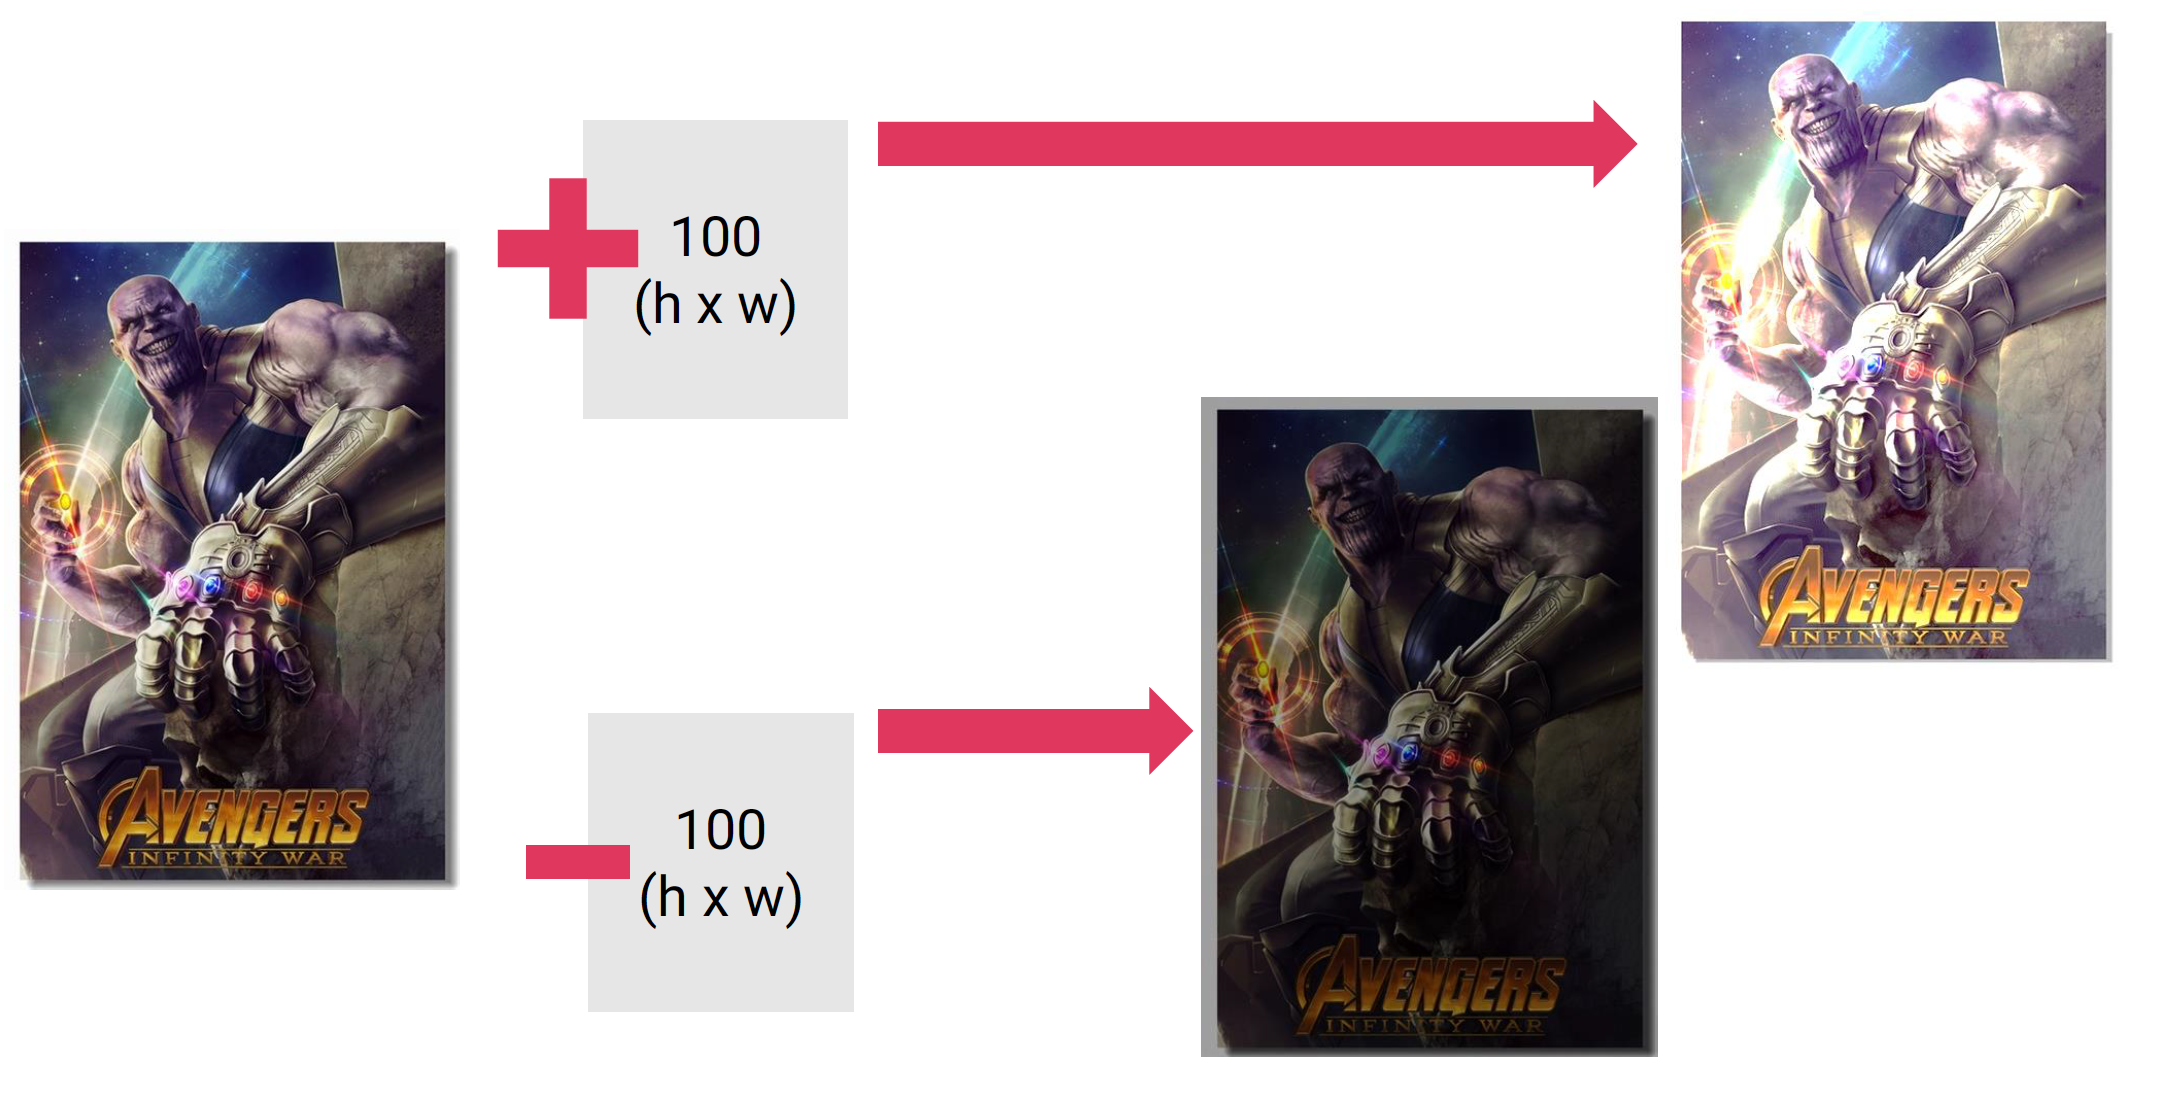 100
(h x w)
AVENGERS
INFINITY WAR
100
(h x w)
AVENGERS
INFINITY WAR
AVENGERS
INFINITY WAR